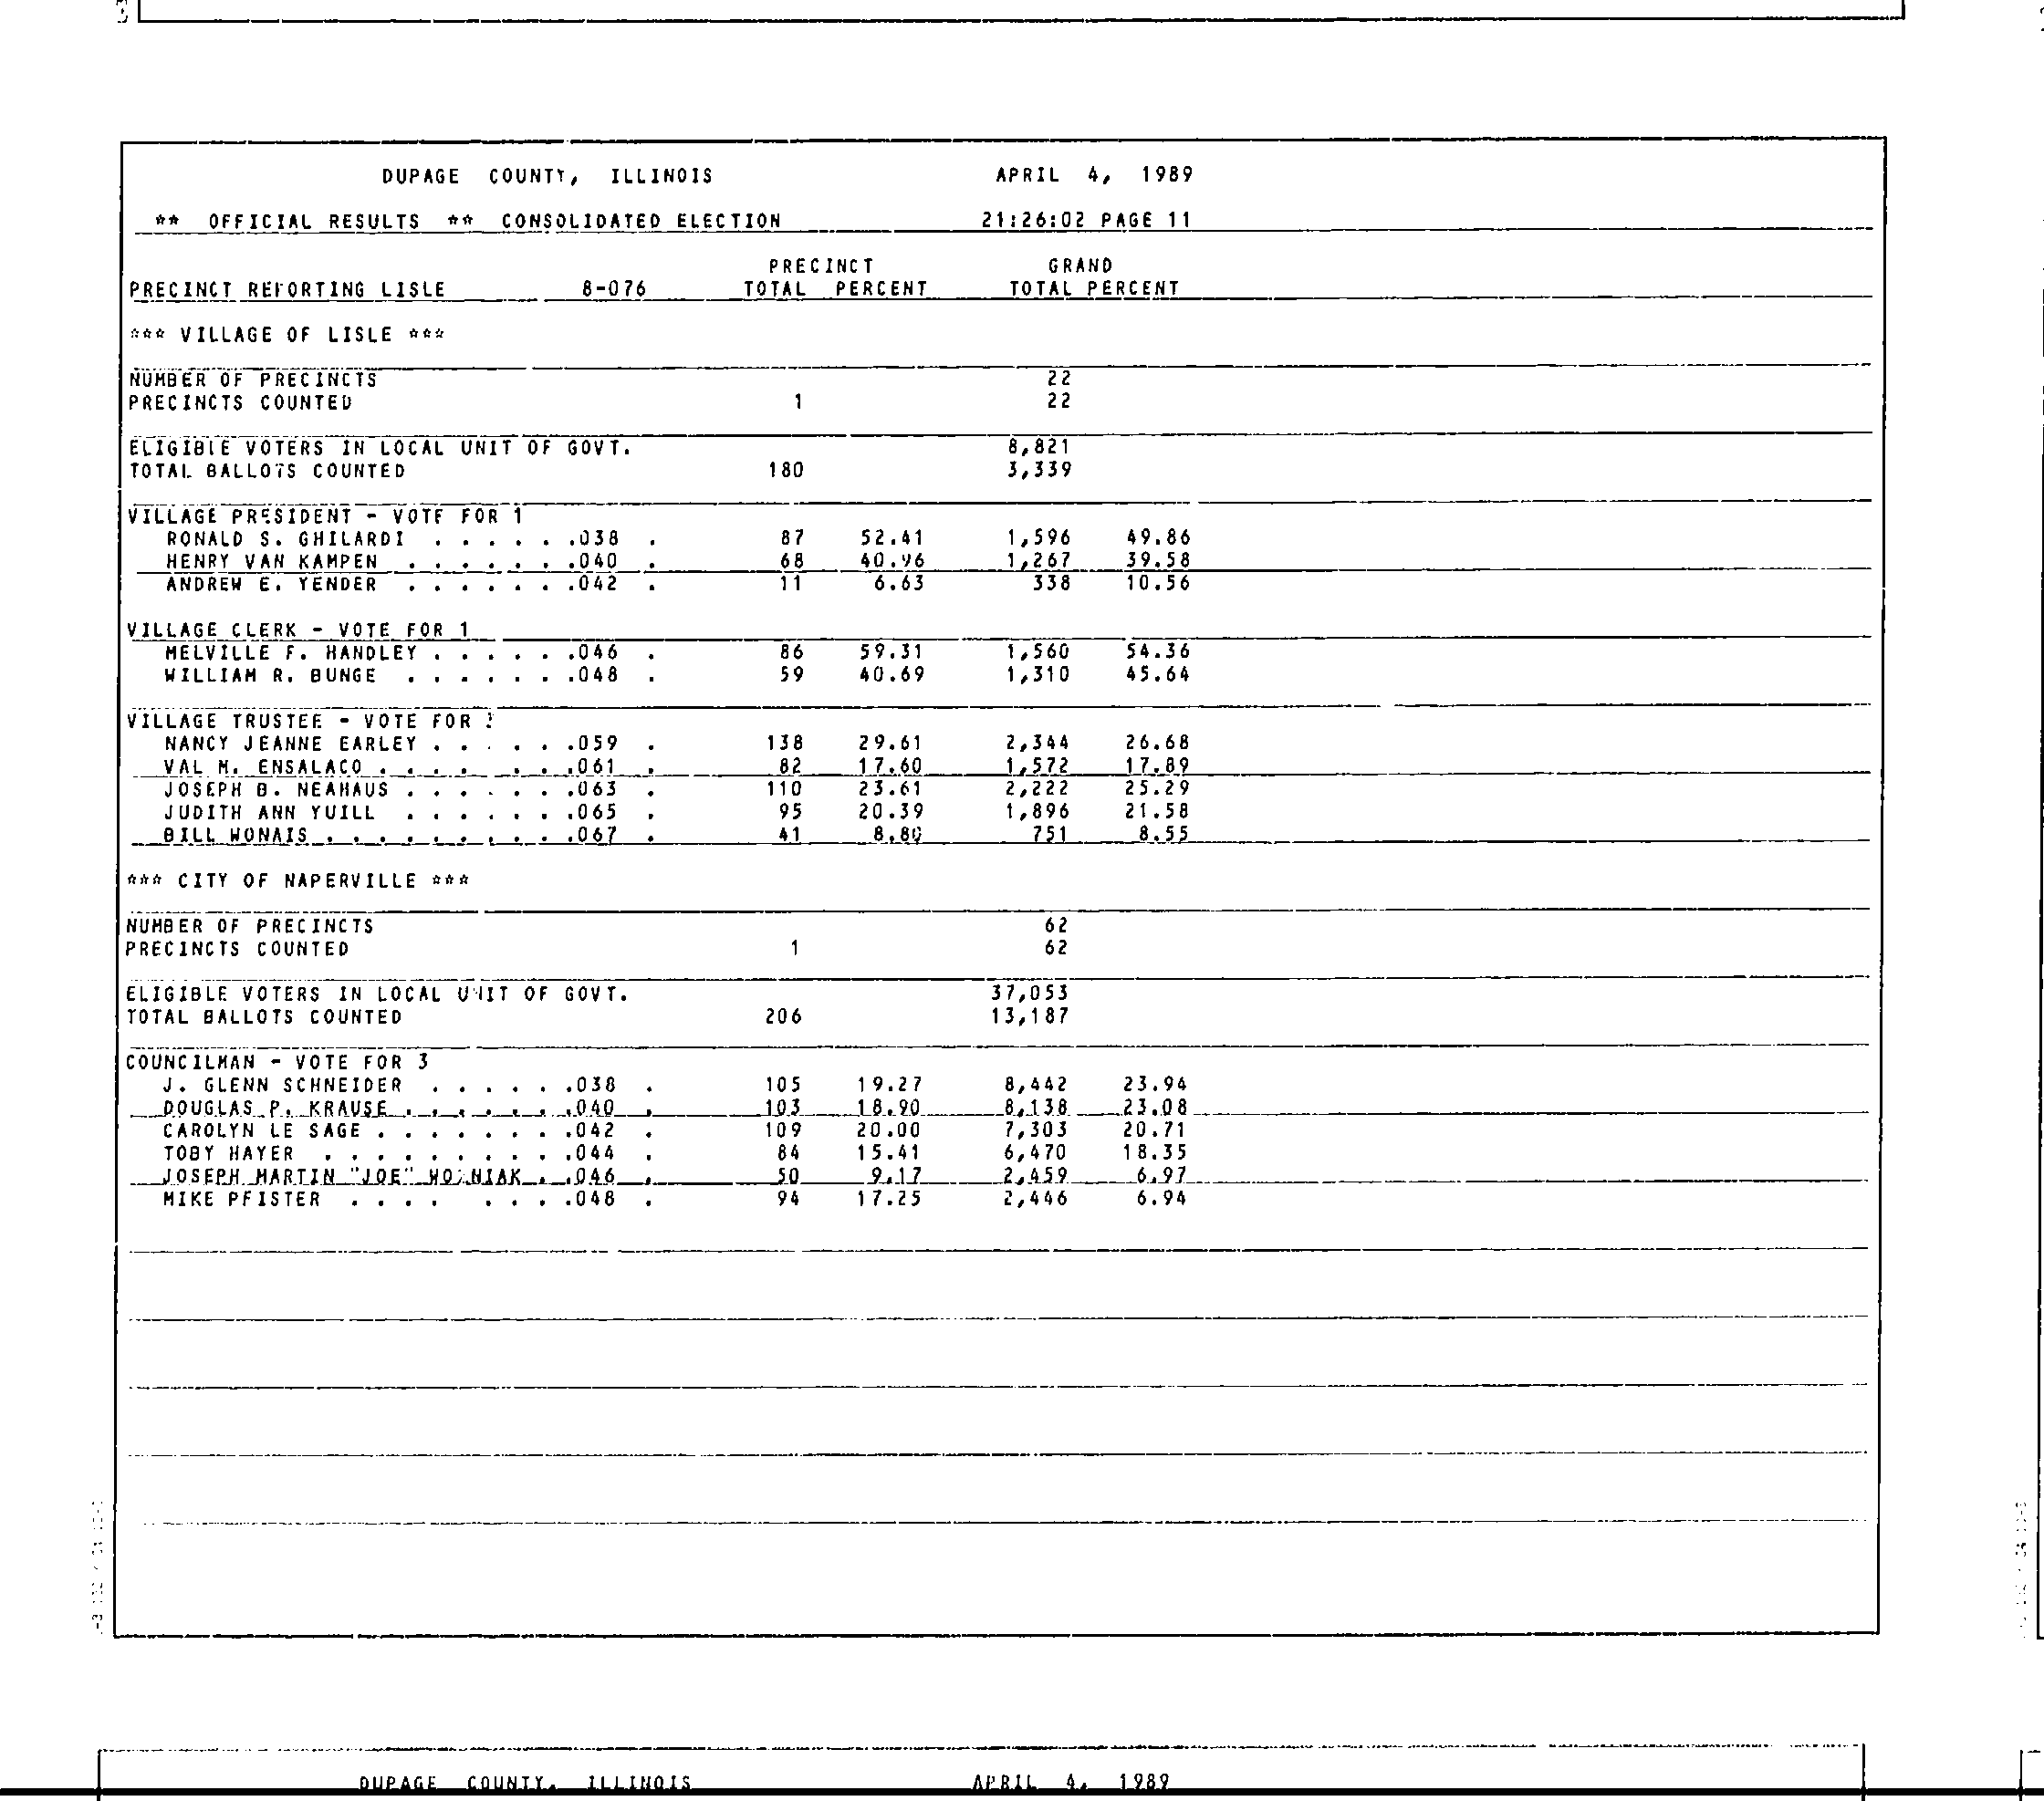 DUPAGE COUNTY, ILLINOIS APRIL 4, 1989
** OFFICIAL RESULTS ** CONSOLIDATED ELECTION 21:26:02 PAGE 11
PRECINCT GRAND
PRECINCT REPORTING LISLE 8-076 TOTAL PERCENT TOTAL PERCENT
*** VILLAGE OF LISLE ***
NUMBER OF PRECINCTS 22
PRECINCTS COUNTED 1 22
ELIGIBLE VOTERS IN LOCAL UNIT OF GOVT. 8,821
TOTAL BALLOTS COUNTED 180 3,339
VILLAGE PRESIDENT - VOTE FOR 1
RONALD S. GHILARDI . . . . . .038 . 87 52.41 1,596 49.86
HENRY VAN KAMPEN . . . . . . .040 . 68 40.96 1,267 39.58
ANDREW E. YENDER . . . . . . .042 . 11 6.63 338 10.56
VILLAGE CLERK - VOTE FOR 1
MELVILLE F. HANDLEY . . . . . .046 . 86 59.31 1,560 54.36
WILLIAM R. BUNGE . . . . . . .048 . 59 40.69 1,310 45.64
VILLAGE TRUSTEE - VOTE FOR
NANCY JEANNE EARLEY . . . . . .059 . 138 29.61 2,344 26.68
VAL M. ENSALACO . . . . . . .061 . 82 17.60 1,572 17.89
JOSEPH B. NEAHAUS . . . . . . .063 . 110 23.61 2,222 25.29
JUDITH ANN YUILL . . . . . . .065 . 95 20.39 1,896 21.58
BILL WONAIS . . . . . . . . . .067 . 41 8.80 751 8.55
*** CITY OF NAPERVILLE ***
NUMBER OF PRECINCTS 62
PRECINCTS COUNTED 1 62
ELIGIBLE VOTERS IN LOCAL UNIT OF GOVT. 37,053
TOTAL BALLOTS COUNTED 206 13,187
COUNCILMAN - VOTE FOR 3
J. GLENN SCHNEIDER . . . . . .038 . 105 19.27 8,442 23.94
DOUGLAS P. KRAUSE . . . . . . .040 . 103 18.90 8,138 23.08
CAROLYN LE SAGE . . . . . . . .042 . 109 20.00 7,303 20.71
TOBY HAYER . . . . . . . . . .044 . 84 15.41 6,470 18.35
JOSEPH MARTIN "JOE" WOZNIAK . .046 . 50 9.17 2,459 6.97
MIKE PFISTER . . . . . . . .048 . 94 17.25 2,446 6.94
DUPAGE COUNTY, ILLINOIS APRIL 4, 1989